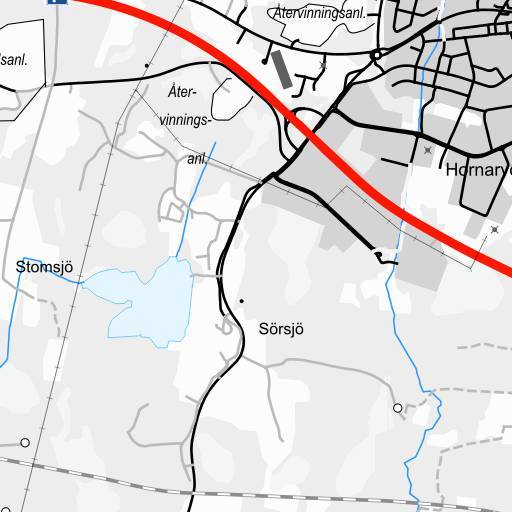 Återvinningsanl.
sanl.
Åter-
vinnings-
anl.
Hornaryd
Stomsjö
Sörsjö